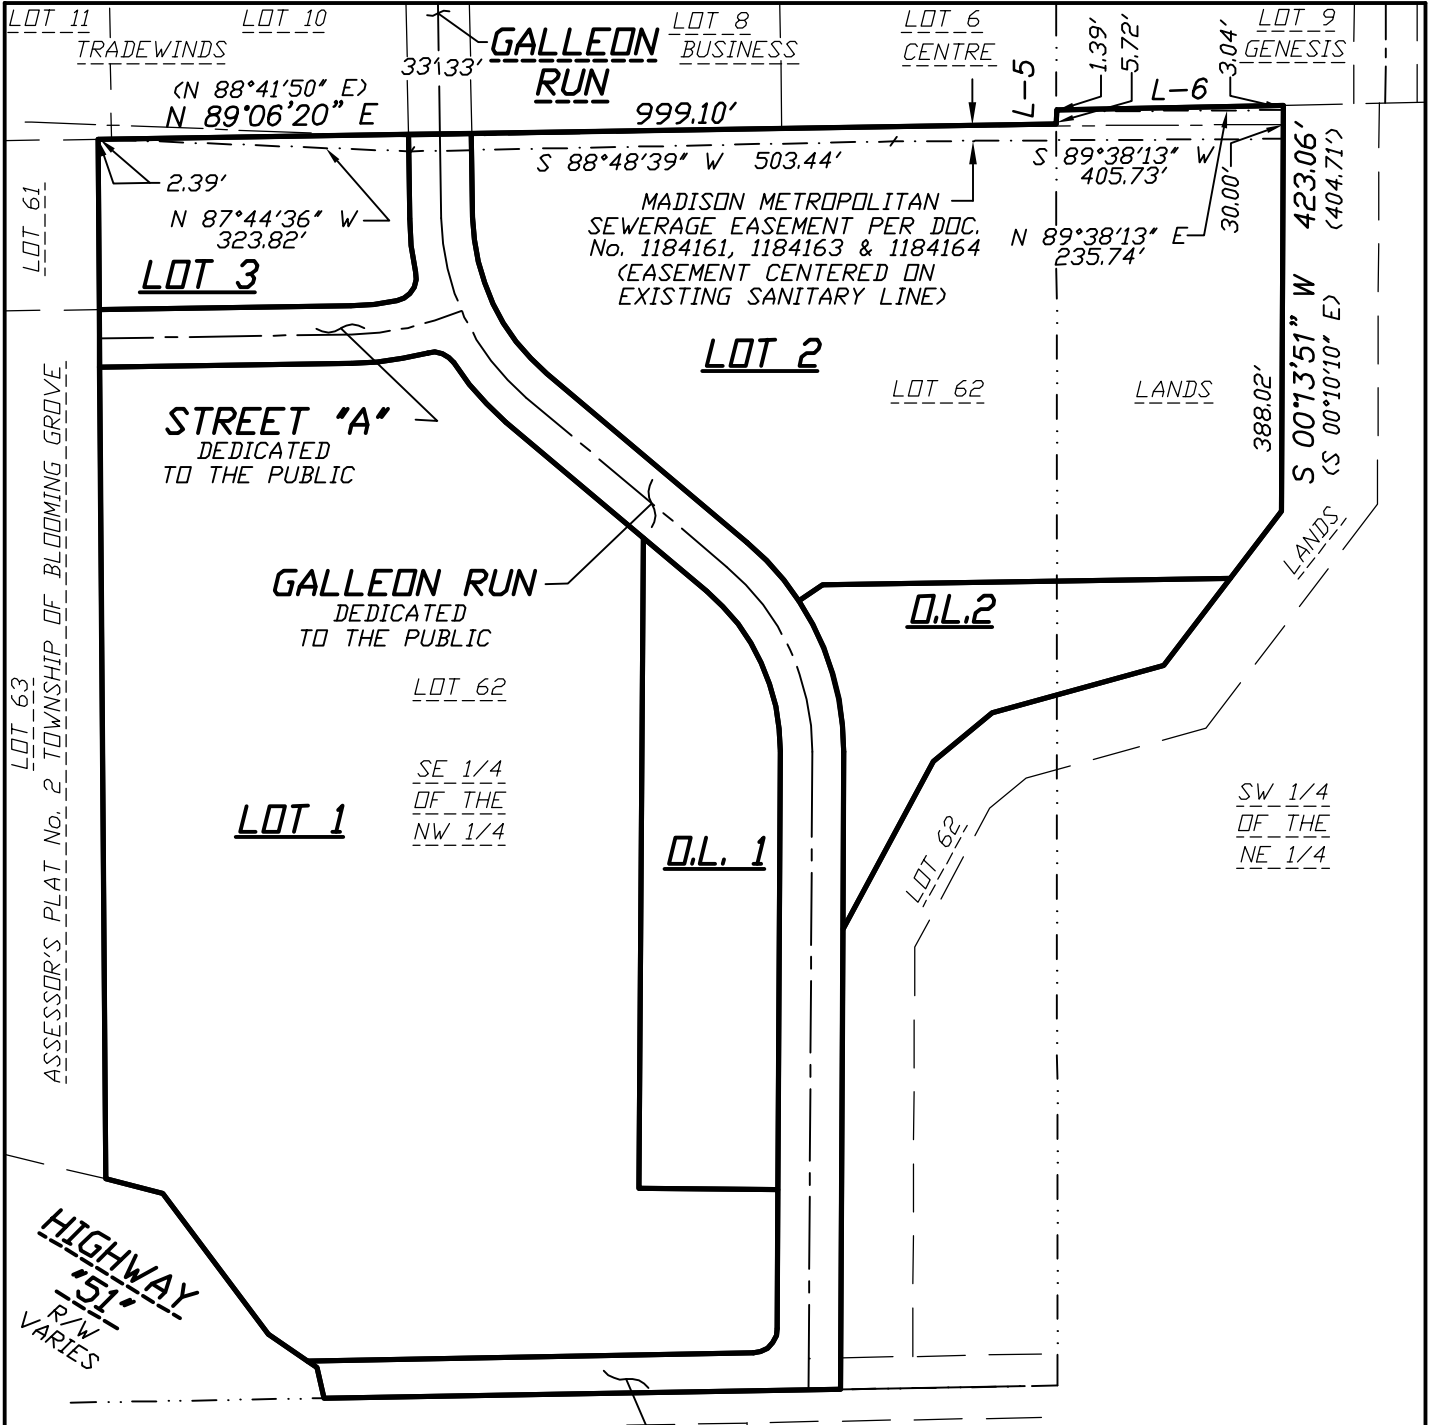 LOT 11
LOT 10
TRADEWINDS
GALLEON
RUN
LOT 8
BUSINESS
LOT 6
CENTRE
LOT 9
GENESIS
33' 33'
(N 88°41'50" E)
N 89°06'20" E
999.10'
L-5
1.39'
5.72'
L-6
3.04'
S 88°48'39" W 503.44'
S 89°38'13" W
405.73'
30.00'
423.06'
(404.71')
2.39'
LOT 61
N 87°44'36" W
323.82'
MADISON METROPOLITAN
SEWERAGE EASEMENT PER DOC.
No. 1184161, 1184163 & 1184164
(EASEMENT CENTERED ON
EXISTING SANITARY LINE)
N 89°38'13" E
235.74'
LOT 3
S 00°13'51" W
(S 00°10'10" E)
388.02'
LOT 2
LOT 62
LANDS
STREET "A"
DEDICATED
TO THE PUBLIC
LANDS
GALLEON RUN
DEDICATED
TO THE PUBLIC
O.L.2
LOT 62
LOT 63
ASSESSOR'S PLAT No. 2 TOWNSHIP OF BLOOMING GROVE
SE 1/4
OF THE
NW 1/4
LOT 1
O.L. 1
LOT 62
SW 1/4
OF THE
NE 1/4
HIGHWAY
"51"
R/W
VARIES